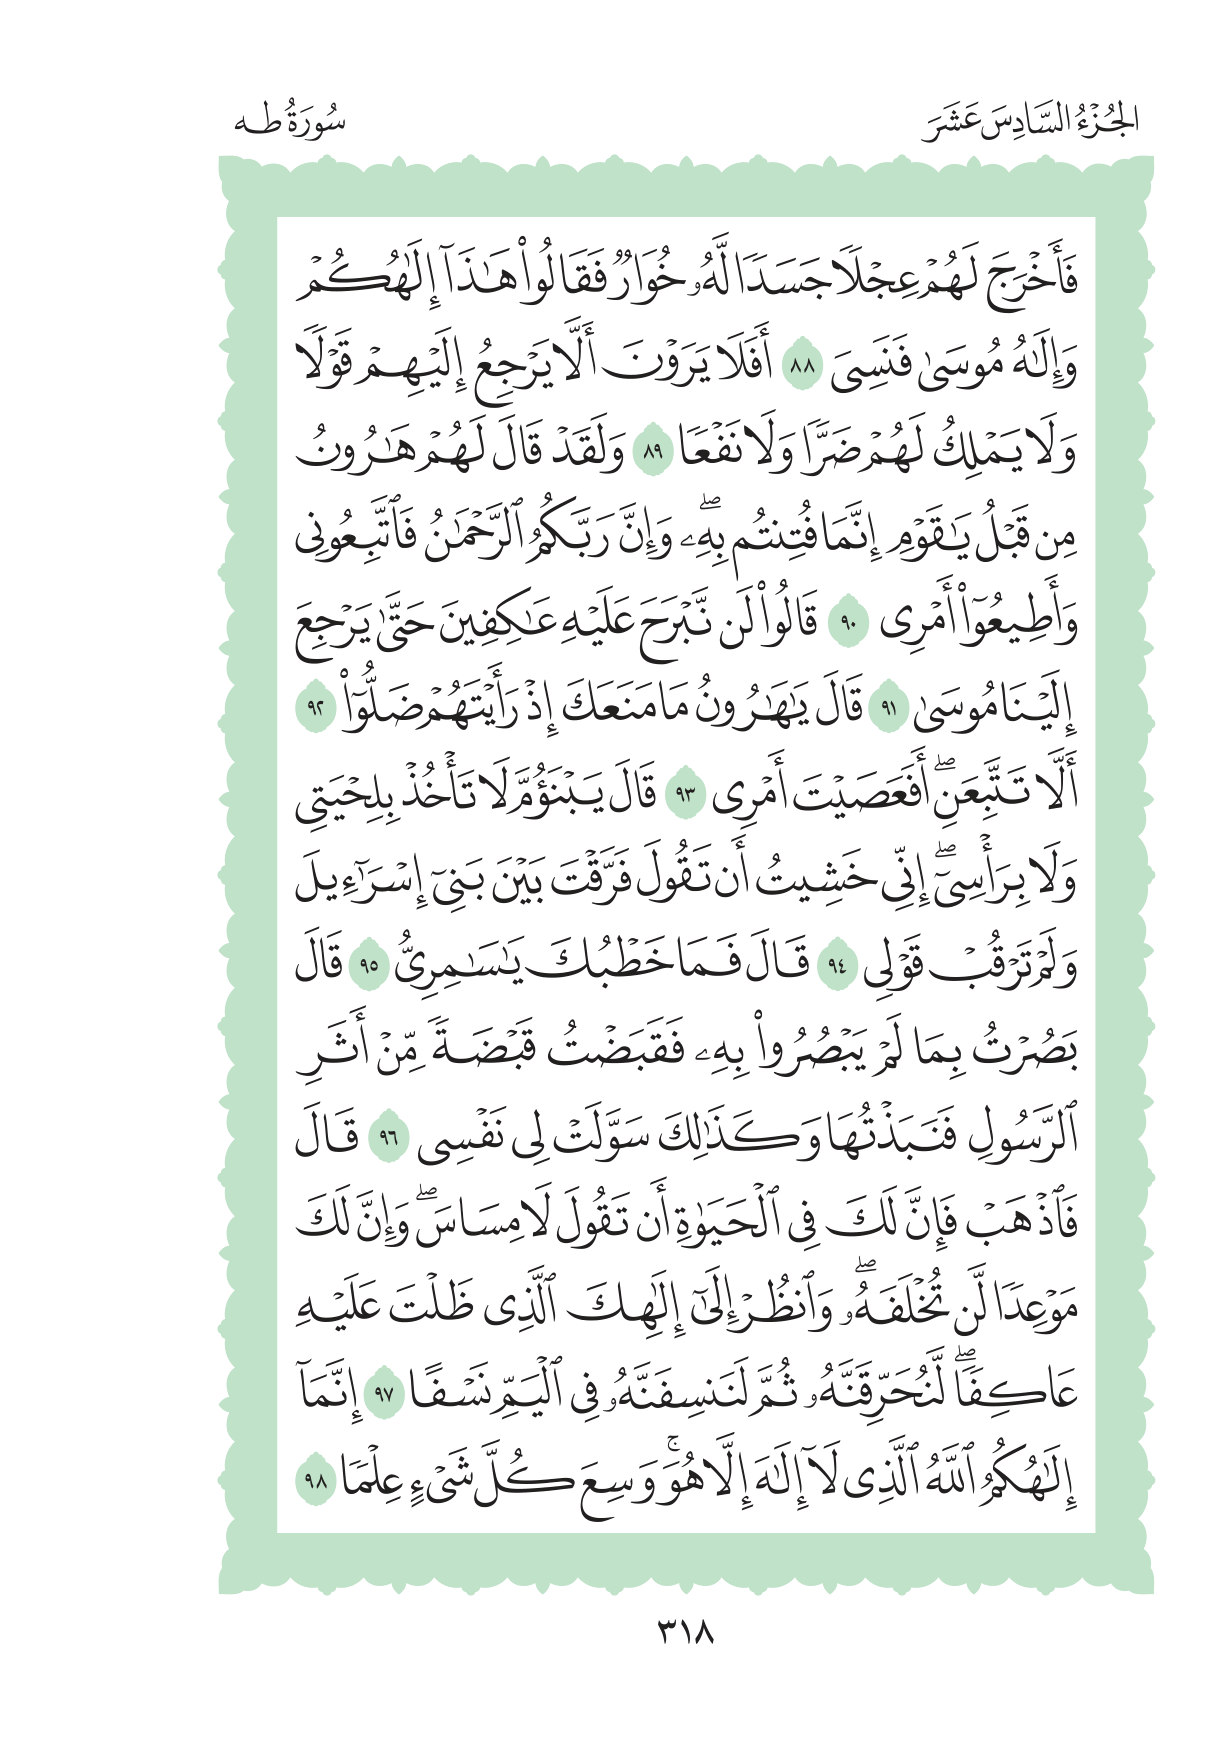 الجُزْءُ السَّادِسَ عَشَرَ
سُورَةُ طه
فَأَخْرَجَ لَهُمْ عِجْلًا جَسَدًا لَّهُۥ خُوَارٌ فَقَالُوا۟ هَٰذَآ إِلَٰهُكُمْ
وَإِلَٰهُ مُوسَىٰ فَنَسِىَ ٨٨ أَفَلَا يَرَوْنَ أَلَّا يَرْجِعُ إِلَيْهِمْ قَوْلًا
وَلَا يَمْلِكُ لَهُمْ ضَرًّا وَلَا نَفْعًا ٨٩ وَلَقَدْ قَالَ لَهُمْ هَٰرُونُ
مِن قَبْلُ يَٰقَوْمِ إِنَّمَا فُتِنتُم بِهِۦۖ وَإِنَّ رَبَّكُمُ ٱلرَّحْمَٰنُ فَٱتَّبِعُونِى
وَأَطِيعُوٓا۟ أَمْرِى ٩٠ قَالُوا۟ لَن نَّبْرَحَ عَلَيْهِ عَٰكِفِينَ حَتَّىٰ يَرْجِعَ
إِلَيْنَا مُوسَىٰ ٩١ قَالَ يَٰهَٰرُونُ مَا مَنَعَكَ إِذْ رَأَيْتَهُمْ ضَلُّوٓا۟ ٩٢
أَلَّا تَتَّبِعَنِۖ أَفَعَصَيْتَ أَمْرِى ٩٣ قَالَ يَبْنَؤُمَّ لَا تَأْخُذْ بِلِحْيَتِى
وَلَا بِرَأْسِىٓۖ إِنِّى خَشِيتُ أَن تَقُولَ فَرَّقْتَ بَيْنَ بَنِىٓ إِسْرَٰٓءِيلَ
وَلَمْ تَرْقُبْ قَوْلِى ٩٤ قَالَ فَمَا خَطْبُكَ يَٰسَٰمِرِىُّ ٩٥ قَالَ
بَصُرْتُ بِمَا لَمْ يَبْصُرُوا۟ بِهِۦ فَقَبَضْتُ قَبْضَةً مِّنْ أَثَرِ
ٱلرَّسُولِ فَنَبَذْتُهَا وَكَذَٰلِكَ سَوَّلَتْ لِى نَفْسِى ٩٦ قَالَ
فَٱذْهَبْ فَإِنَّ لَكَ فِى ٱلْحَيَوٰةِ أَن تَقُولَ لَا مِسَاسَۖ وَإِنَّ لَكَ
مَوْعِدًا لَّن تُخْلَفَهُۥۖ وَٱنظُرْ إِلَىٰٓ إِلَٰهِكَ ٱلَّذِى ظَلْتَ عَلَيْهِ
عَاكِفًاۖ لَّنُحَرِّقَنَّهُۥ ثُمَّ لَنَنسِفَنَّهُۥ فِى ٱلْيَمِّ نَسْفًا ٩٧ إِنَّمَآ
إِلَٰهُكُمُ ٱللَّهُ ٱلَّذِى لَآ إِلَٰهَ إِلَّا هُوَۚ وَسِعَ كُلَّ شَىْءٍ عِلْمًا ٩٨
٣١٨